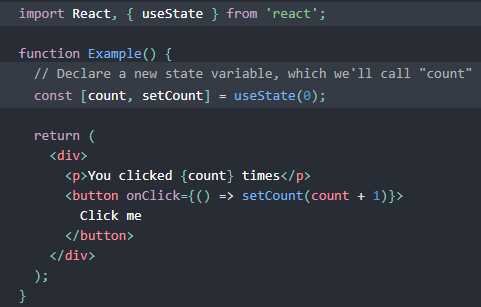 import React, { useState } from 'react';
function Example() {
// Declare a new state variable, which we'll call "count"
const [count, setCount] = useState(0);
return (
<div>
<p>You clicked {count} times</p>
<button onClick={() => setCount(count + 1)}>
Click me
</button>
</div>
);
}